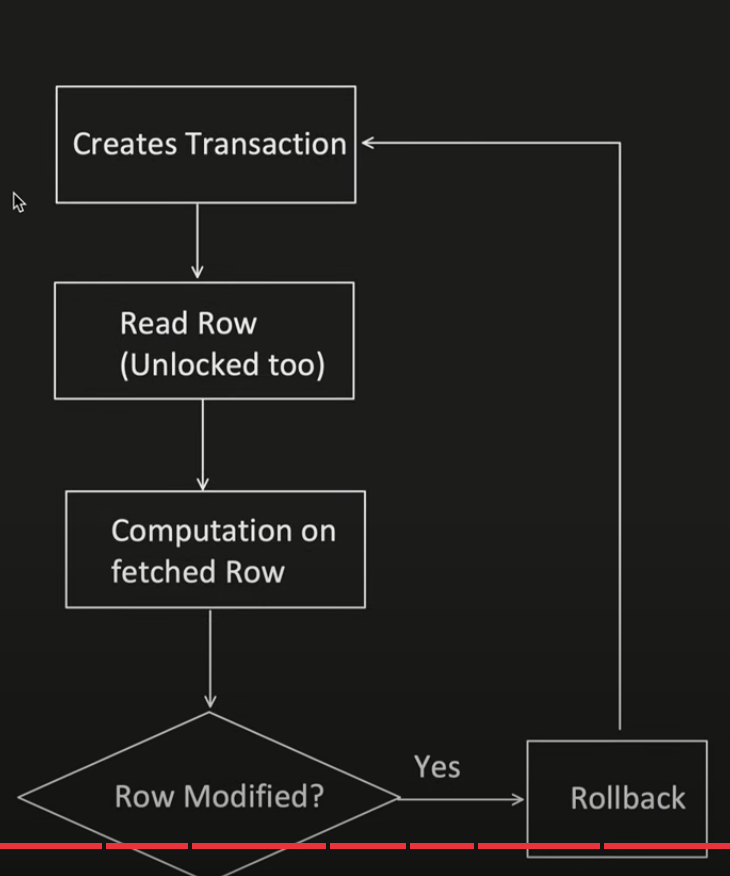 Creates Transaction
Read Row
(Unlocked too)
Computation on
fetched Row
Yes
Row Modified?
Rollback